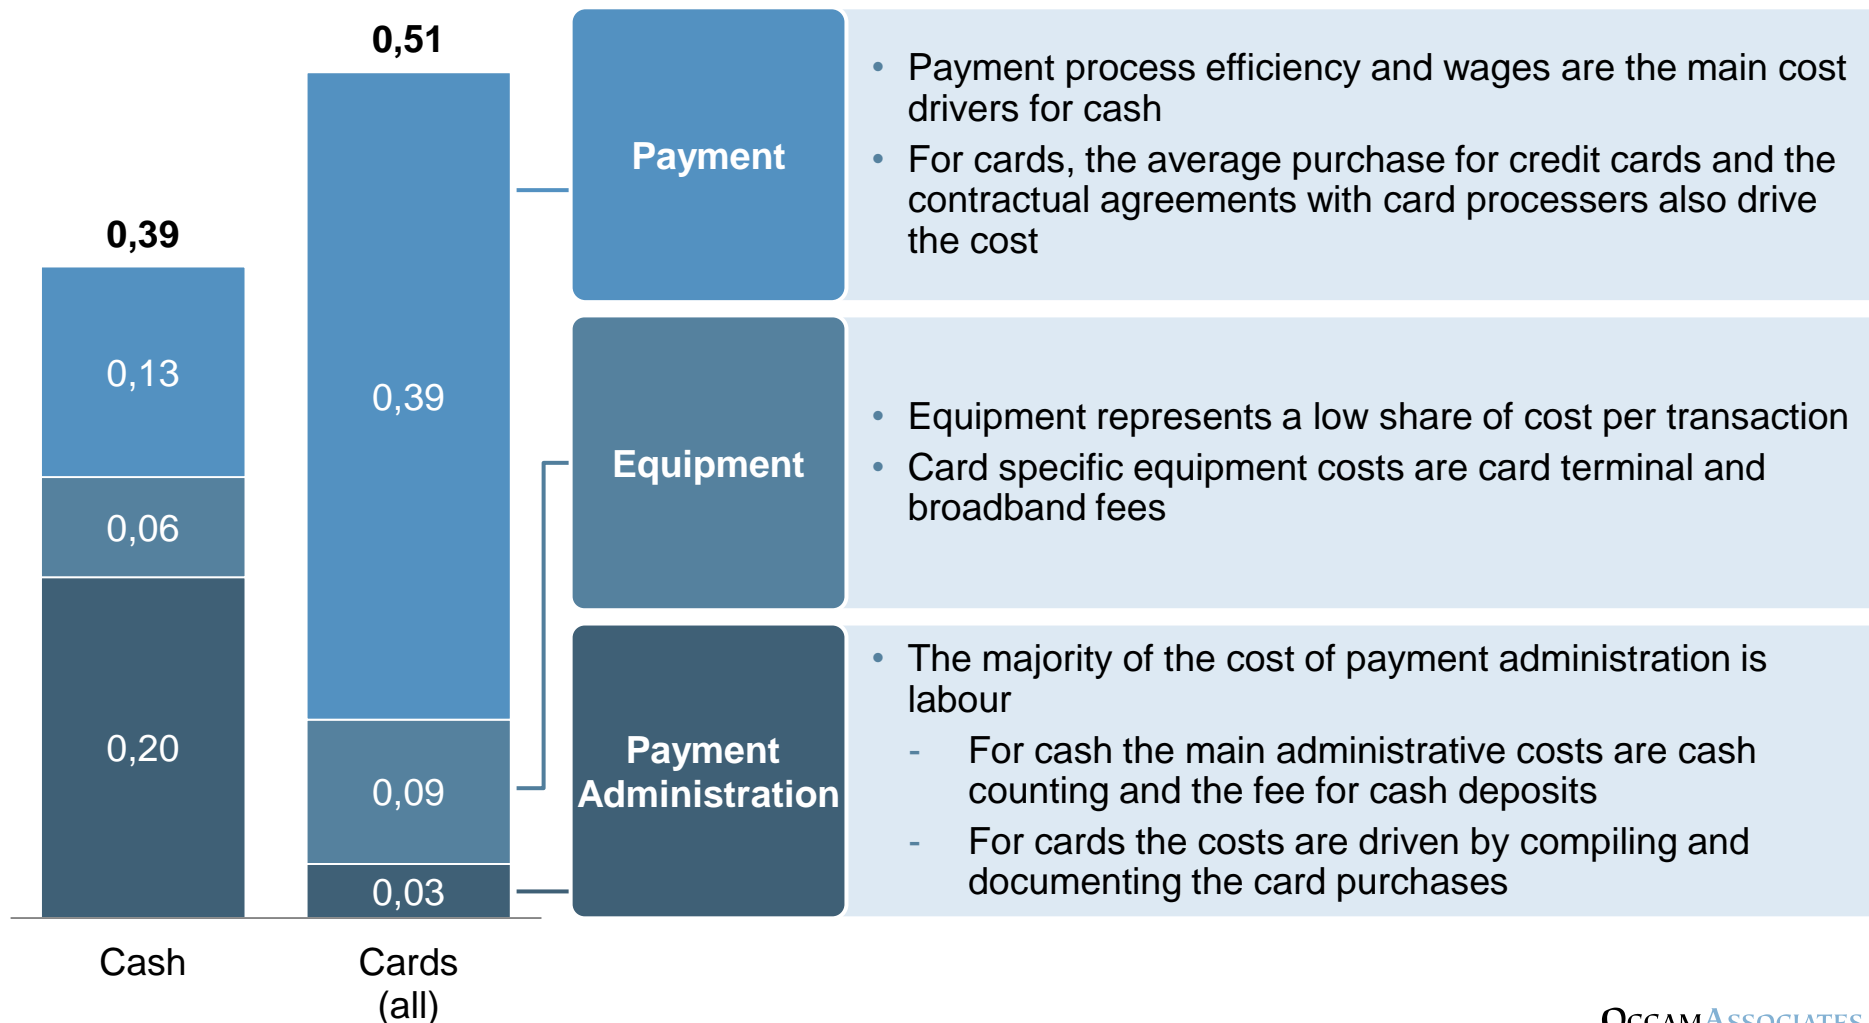 0,51
0,39
0,13
0,06
0,20
0,39
0,09
0,03
Cash
Cards
(all)
Payment
• Payment process efficiency and wages are the main cost
drivers for cash
• For cards, the average purchase for credit cards and the
contractual agreements with card processers also drive
the cost
Equipment
• Equipment represents a low share of cost per transaction
• Card specific equipment costs are card terminal and
broadband fees
Payment
Administration
• The majority of the cost of payment administration is
labour
- For cash the main administrative costs are cash
counting and the fee for cash deposits
- For cards the costs are driven by compiling and
documenting the card purchases
OCCAMASSOCIATES